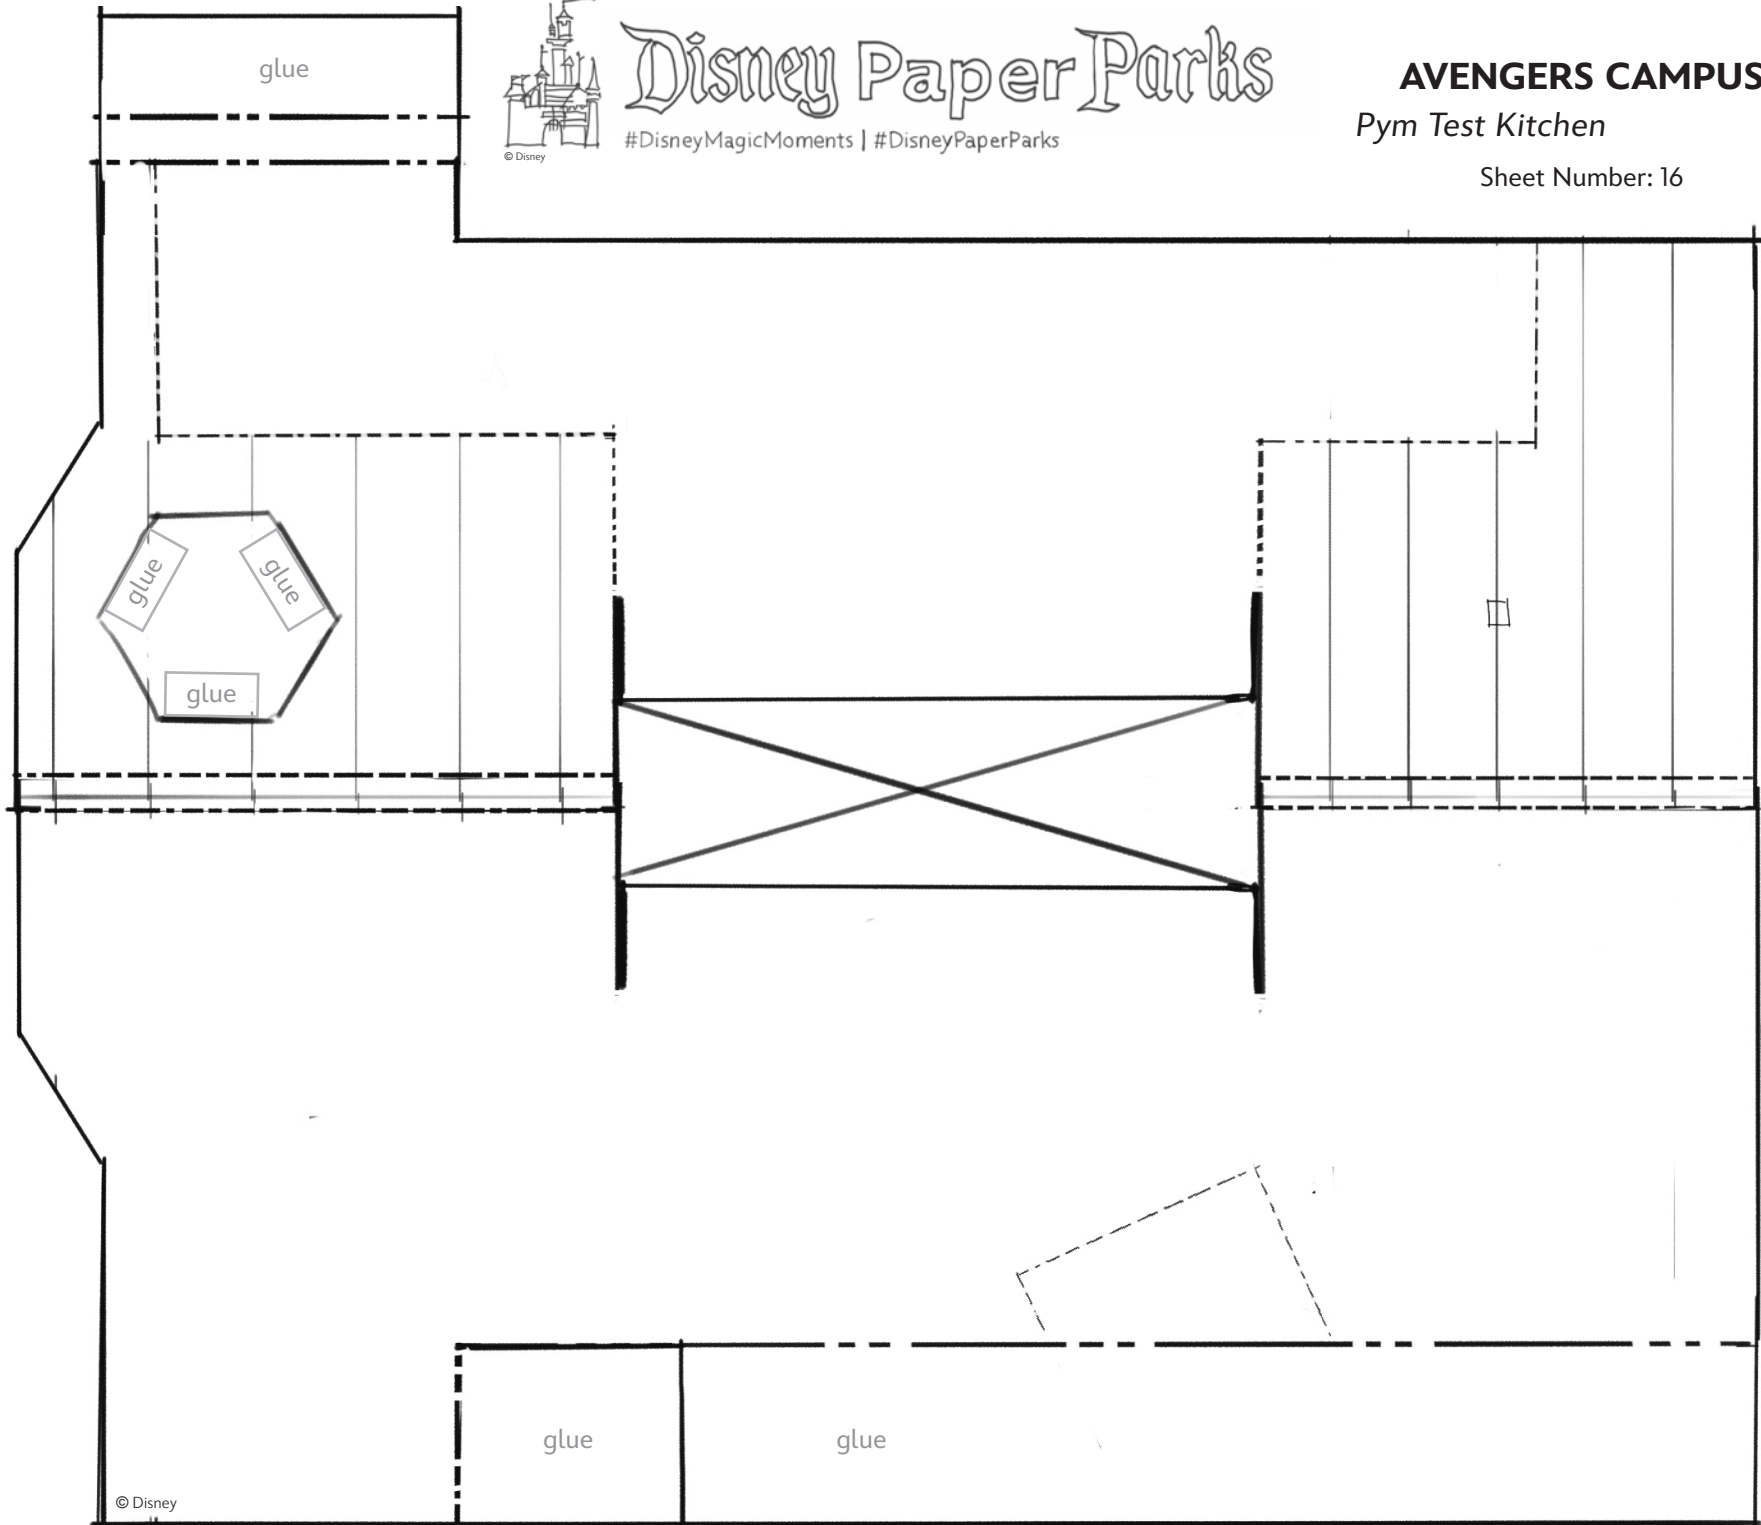 glue
Disney Paper Parks
#DisneyMagicMoments | #DisneyPaperParks
© Disney
AVENGERS CAMPUS
Pym Test Kitchen
Sheet Number: 16
glue
glue
glue
glue
glue
© Disney